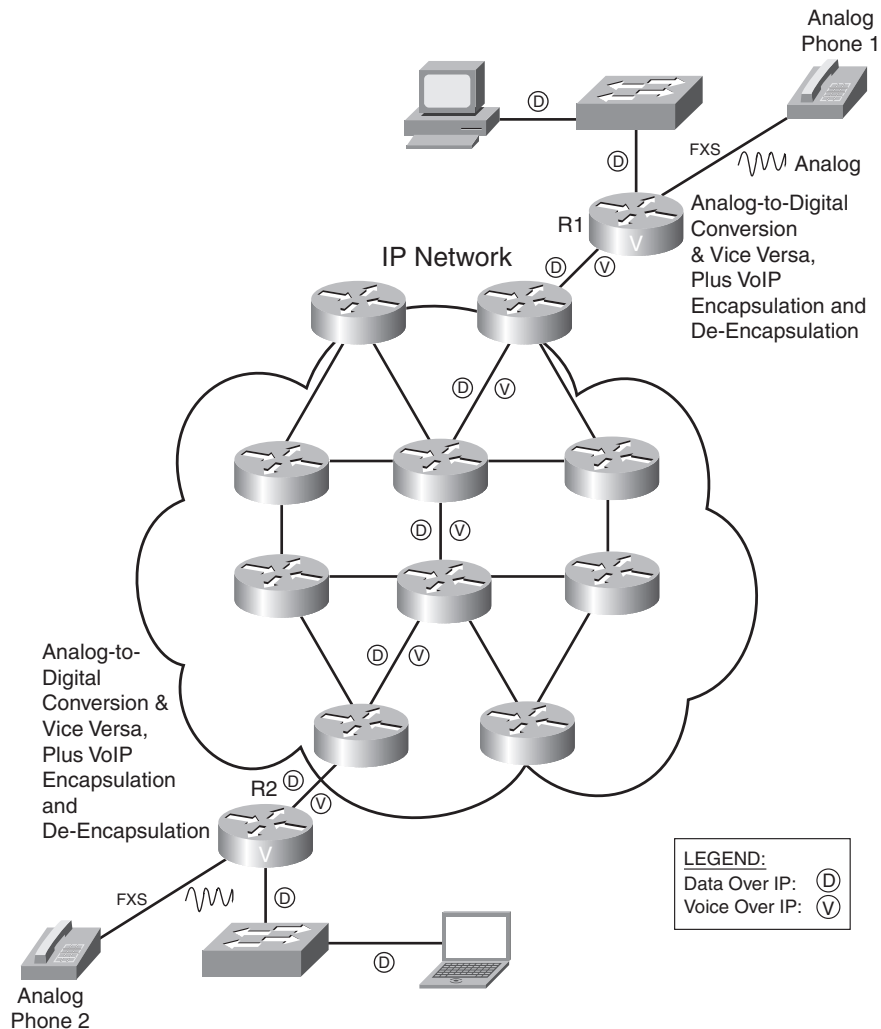 Analog
Phone 1
D
D
FXS
Analog
R1
V
Analog-to-Digital
Conversion
& Vice Versa,
Plus VoIP
Encapsulation and
De-Encapsulation
IP Network
D
V
D
V
D
V
D
V
Analog-to-
Digital
Conversion &
Vice Versa,
Plus VoIP
Encapsulation
and
De-Encapsulation
R2
D
V
V
FXS
D
D
Analog
Phone 2
LEGEND:
Data Over IP: D
Voice Over IP: V